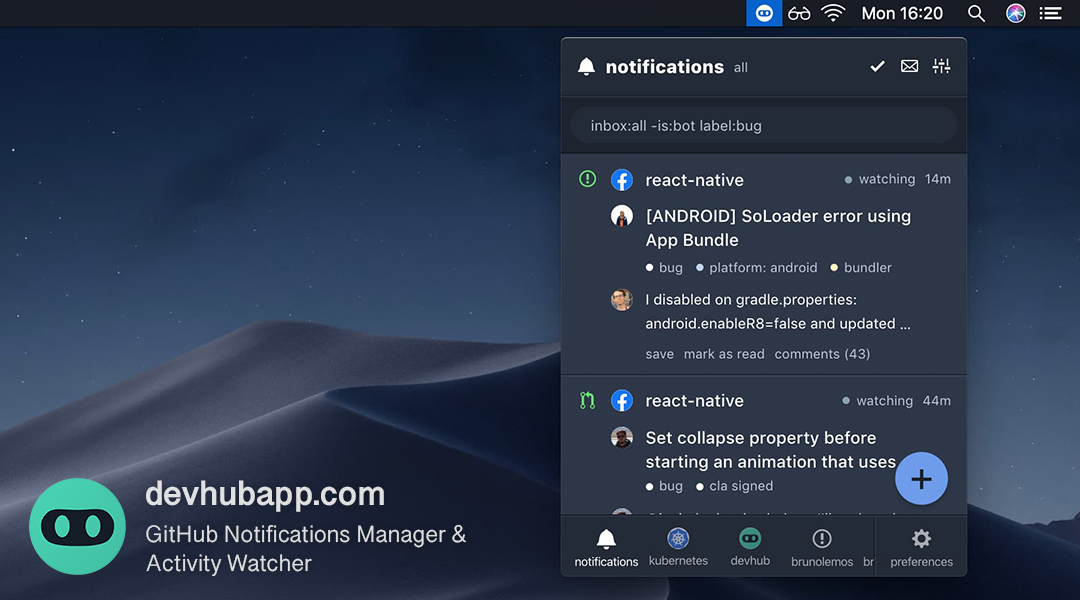 Mon 16:20
notifications all
inbox:all -is:bot label:bug
react-native watching 14m
[ANDROID] SoLoader error using
App Bundle
bug platform: android bundler
I disabled on gradle.properties:
android.enableR8=false and updated ...
save mark as read comments (43)
react-native watching 44m
Set collapse property before
starting an animation that uses
bug cla signed
notifications kubernetes devhub brunolemos br preferences
devhubapp.com
GitHub Notifications Manager &
Activity Watcher